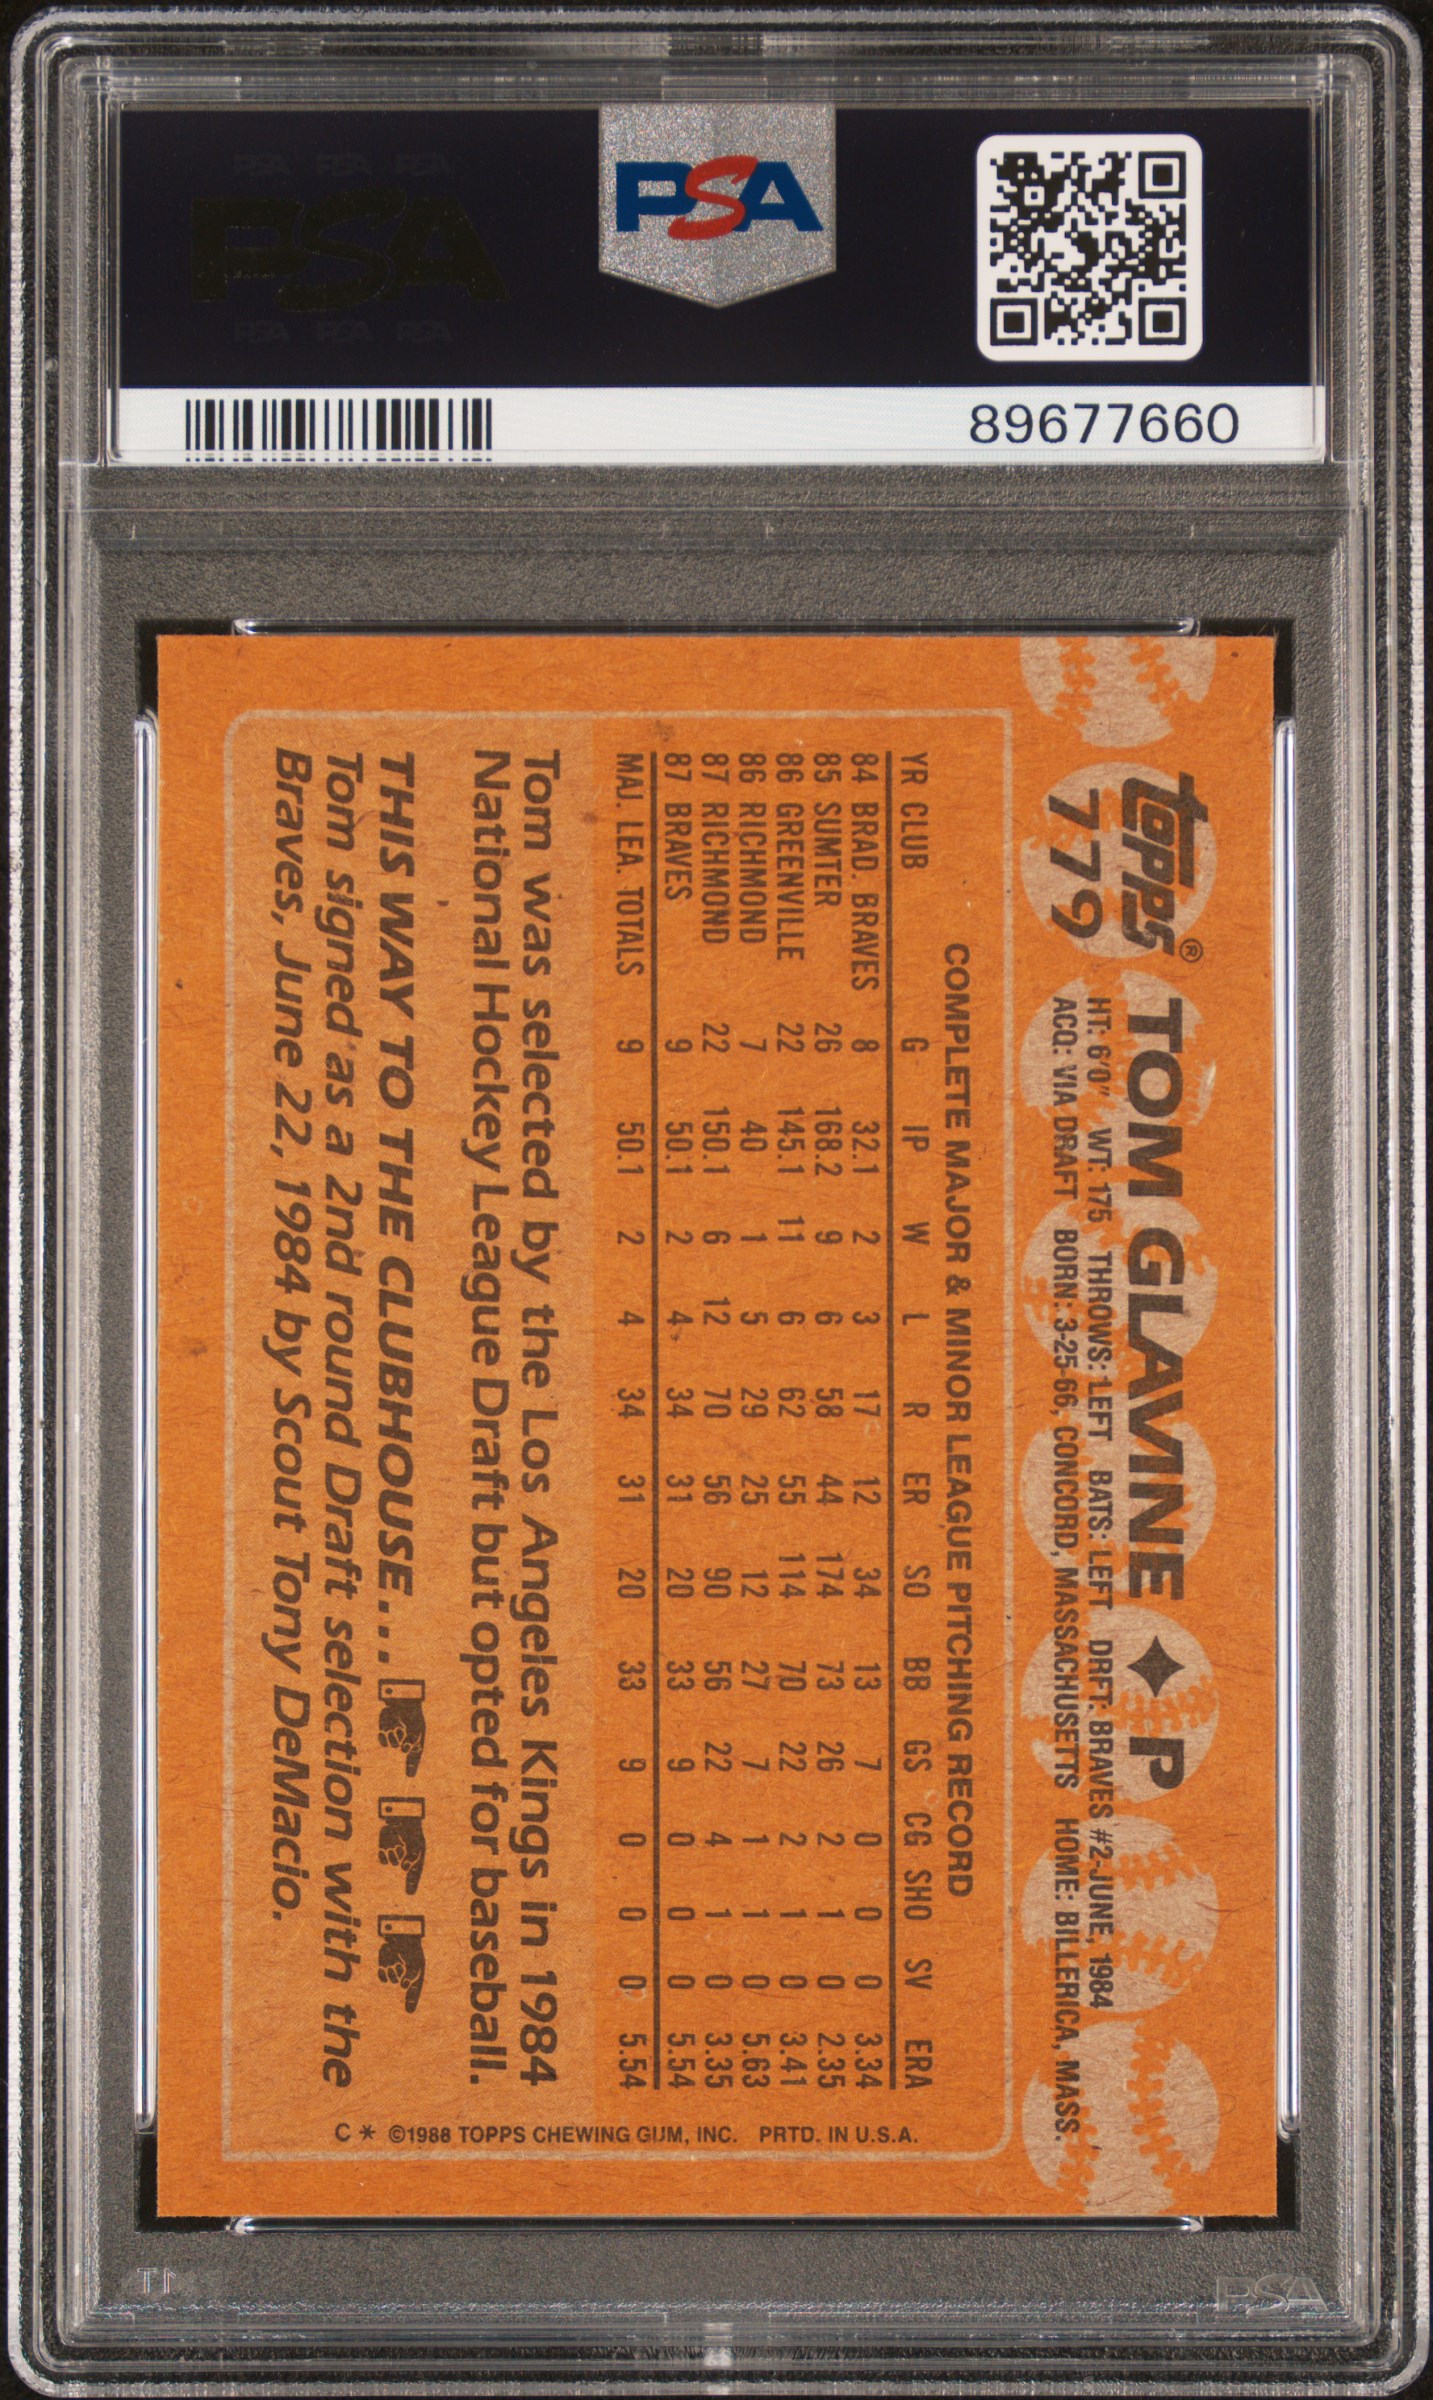 PSA PSA PSA
PSA
PSA PSA PSA
PSA
89677660
topps®
779
TOM GLAVINE ✦ P
HT: 6'0" WT: 175 THROWS: LEFT BATS: LEFT DRFT: BRAVES #2-JUNE, 1984
ACQ: VIA DRAFT BORN: 3-25-66, CONCORD, MASSACHUSETTS HOME: BILLERICA, MASS.
COMPLETE MAJOR & MINOR LEAGUE PITCHING RECORD
YR CLUB G IP W L R ER SO BB GS CG SHO SV ERA
84 BRAD. BRAVES 8 32.1 2 3 17 12 34 13 7 0 0 0 3.34
85 SUMTER 26 168.2 9 6 58 44 174 73 26 2 1 0 2.35
86 GREENVILLE 22 145.1 11 6 62 55 114 70 22 2 1 0 3.41
86 RICHMOND 7 40 1 5 29 25 12 27 7 1 1 0 5.63
87 RICHMOND 22 150.1 6 12 70 56 90 56 22 4 1 0 3.35
87 BRAVES 9 50.1 2 4 34 31 20 33 9 0 0 0 5.54
MAJ. LEA. TOTALS 9 50.1 2 4 34 31 20 33 9 0 0 0 5.54
Tom was selected by the Los Angeles Kings in 1984
National Hockey League Draft but opted for baseball.
THIS WAY TO THE CLUBHOUSE...
Tom signed as a 2nd round Draft selection with the
Braves, June 22, 1984 by Scout Tony DeMacio.
C* ©1988 TOPPS CHEWING GUM, INC. PRTD. IN U.S.A.
PSA